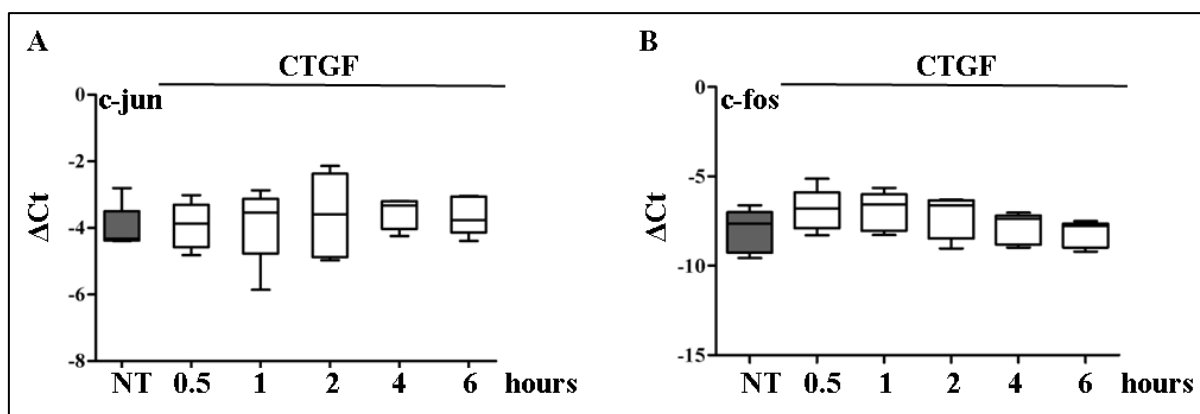 A
CTGF
c-jun
0
-2
-4
-6
-8
ΔCt
NT 0.5 1 2 4 6 hours
B
CTGF
c-fos
0
-5
-10
-15
ΔCt
NT 0.5 1 2 4 6 hours